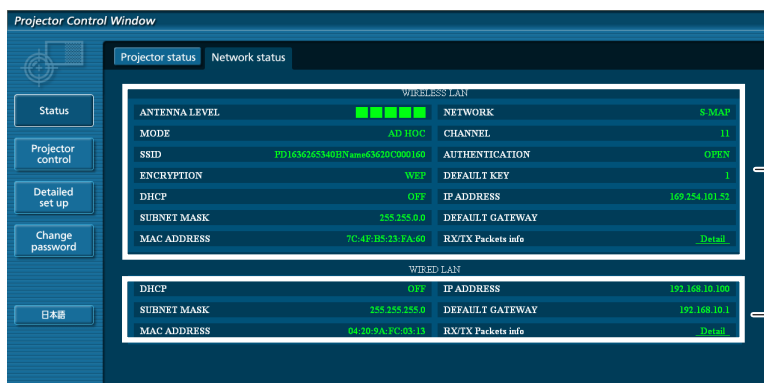 Projector Control Window
Projector status Network status
Status
Projector control
Detailed set up
Change password
日本語
WIRELESS LAN
ANTENNA LEVEL NETWORK S-MAP
MODE AD HOC CHANNEL 11
SSID PD1636265340BName63620C000160 AUTHENTICATION OPEN
ENCRYPTION WEP DEFAULT KEY 1
DHCP OFF IP ADDRESS 169.254.101.52
SUBNET MASK 255.255.0.0 DEFAULT GATEWAY
MAC ADDRESS 7C:4F:B5:23:FA:60 RX/TX Packets info Detail
WIRED LAN
DHCP OFF IP ADDRESS 192.168.10.100
SUBNET MASK 255.255.255.0 DEFAULT GATEWAY 192.168.10.1
MAC ADDRESS 04:20:9A:FC:03:13 RX/TX Packets info Detail